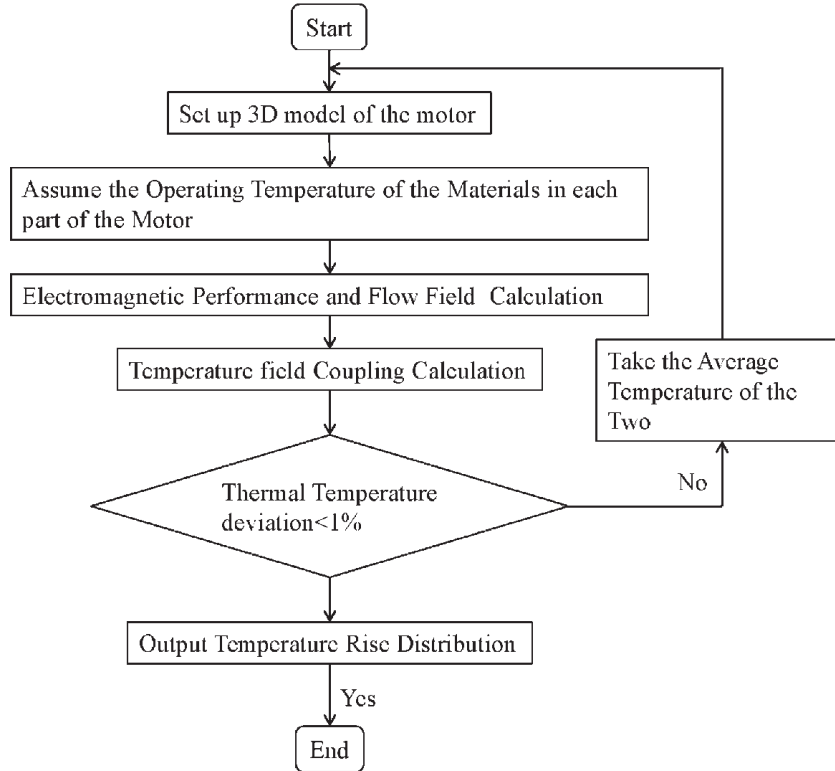 Start
Set up 3D model of the motor
Assume the Operating Temperature of the Materials in each
part of the Motor
Electromagnetic Performance and Flow Field Calculation
Temperature field Coupling Calculation
Take the Average
Temperature of the
Two
Thermal Temperature
deviation<1%
No
Output Temperature Rise Distribution
Yes
End